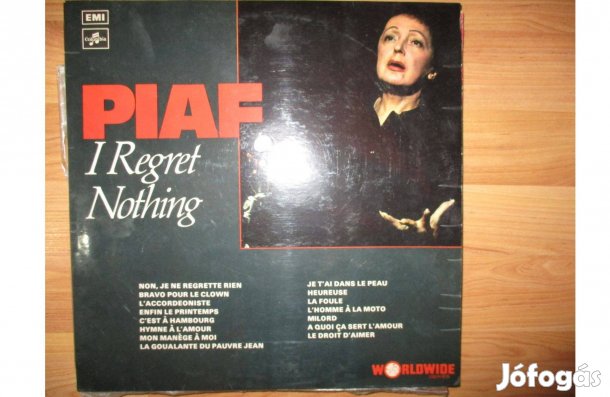 EMI
Columbia
PIAF
I Regret
Nothing
NON, JE NE REGRETTE RIEN
BRAVO POUR LE CLOWN
L'ACCORDEONISTE
ENFIN LE PRINTEMPS
C'EST À HAMBOURG
HYMNE À L'AMOUR
MON MANÈGE À MOI
LA GOUALANTE DU PAUVRE JEAN
JE T'AI DANS LE PEAU
HEUREUSE
LA FOULE
L'HOMME À LA MOTO
MILORD
A QUOI ÇA SERT L'AMOUR
LE DROIT D'AIMER
WORLDWIDE
Jófogás